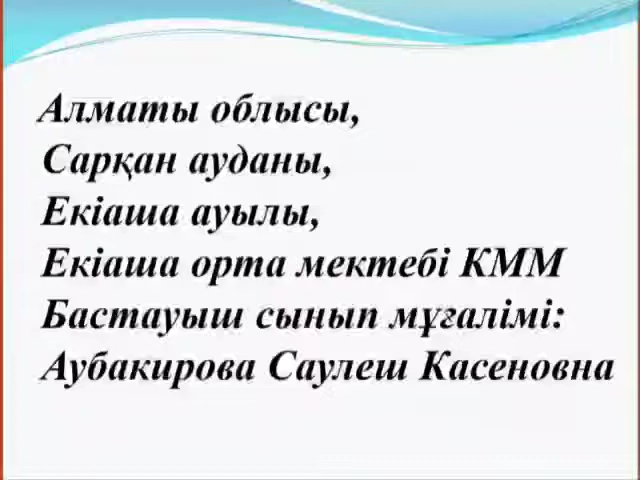 Алматы облысы,
Сарқан ауданы,
Екіаша ауылы,
Екіаша орта мектебі КММ
Бастауыш сынып мұғалімі:
Аубакирова Саулеш Касеновна